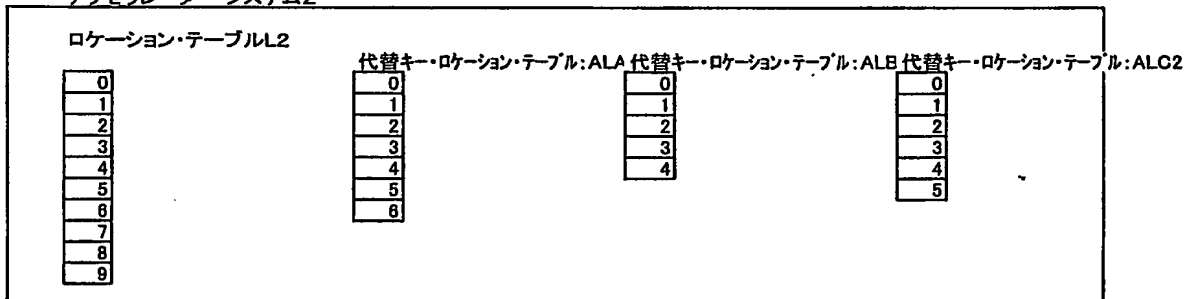 ロケーション・テーブルL2
代替キー・ロケーション・テーブル:ALA 代替キー・ロケーション・テーブル:ALB 代替キー・ロケーション・テーブル:ALC2
0 0 0 0
1 1 1 1
2 2 2 2
3 3 3 3
4 4 4 4
5 5 5
6 6
7
8
9